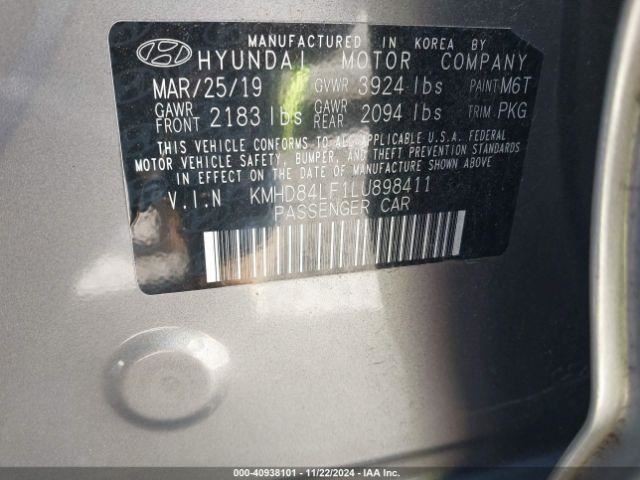 MANUFACTURED IN KOREA BY
HYUNDAI MOTOR COMPANY
MAR/25/19 GVWR 3924 lbs PAINT M6T
GAWR FRONT 2183 lbs GAWR REAR 2094 lbs TRIM PKG
THIS VEHICLE CONFORMS TO ALL APPLICABLE U.S.A. FEDERAL
MOTOR VEHICLE SAFETY, BUMPER, AND THEFT PREVENTION STANDARDS
IN EFFECT ON THE DATE OF MANUFACTURE SHOWN ABOVE
V.I.N KMHD84LF1LU898411
PASSENGER CAR
000-40938101 - 11/22/2024 - IAA Inc.